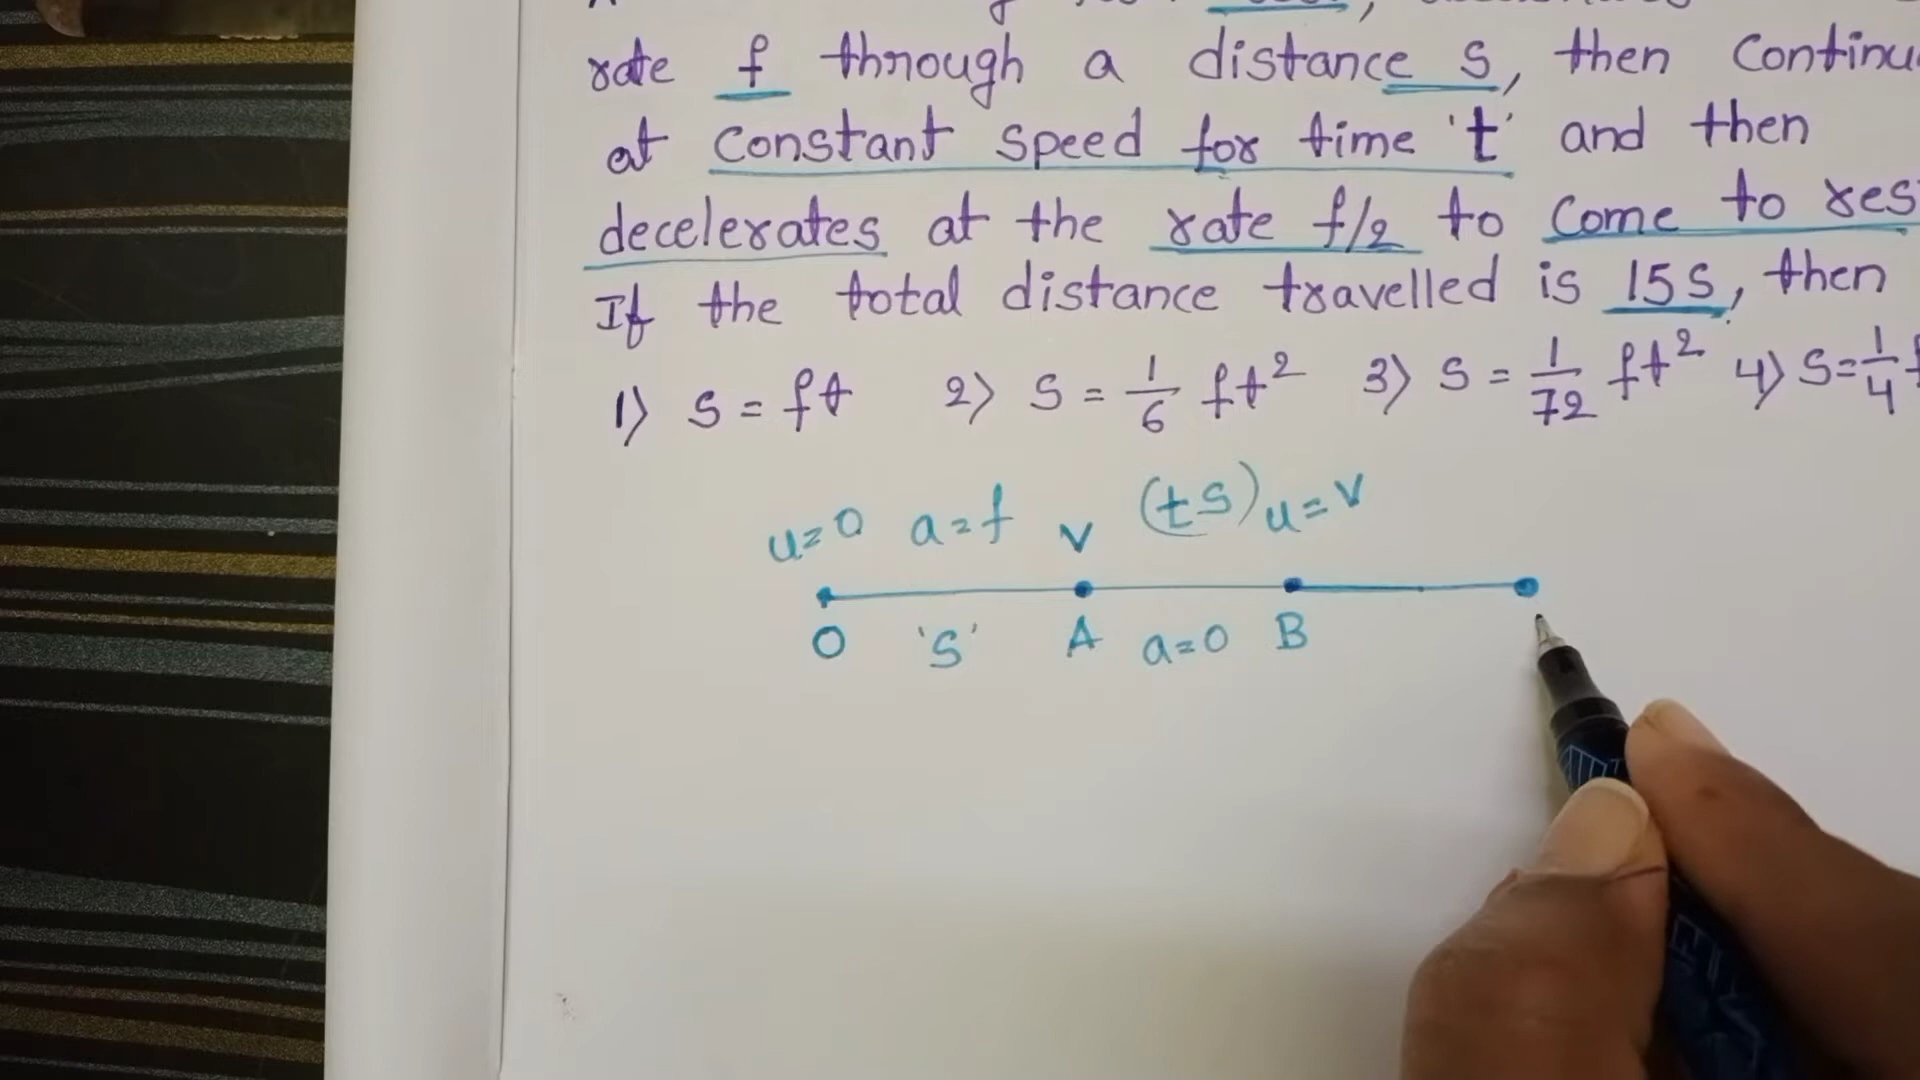 rate f through a distance s, then
at constant speed for time 't' and then
decelerates at the rate f/2 to come to
If the total distance travelled is 15S, then
1) S = ft 2) S = 1/6 ft² 3) S = 1/72 ft² 4) S = 1/4
u=0 a=f v (ts) u=v
O 'S' A a=0 B